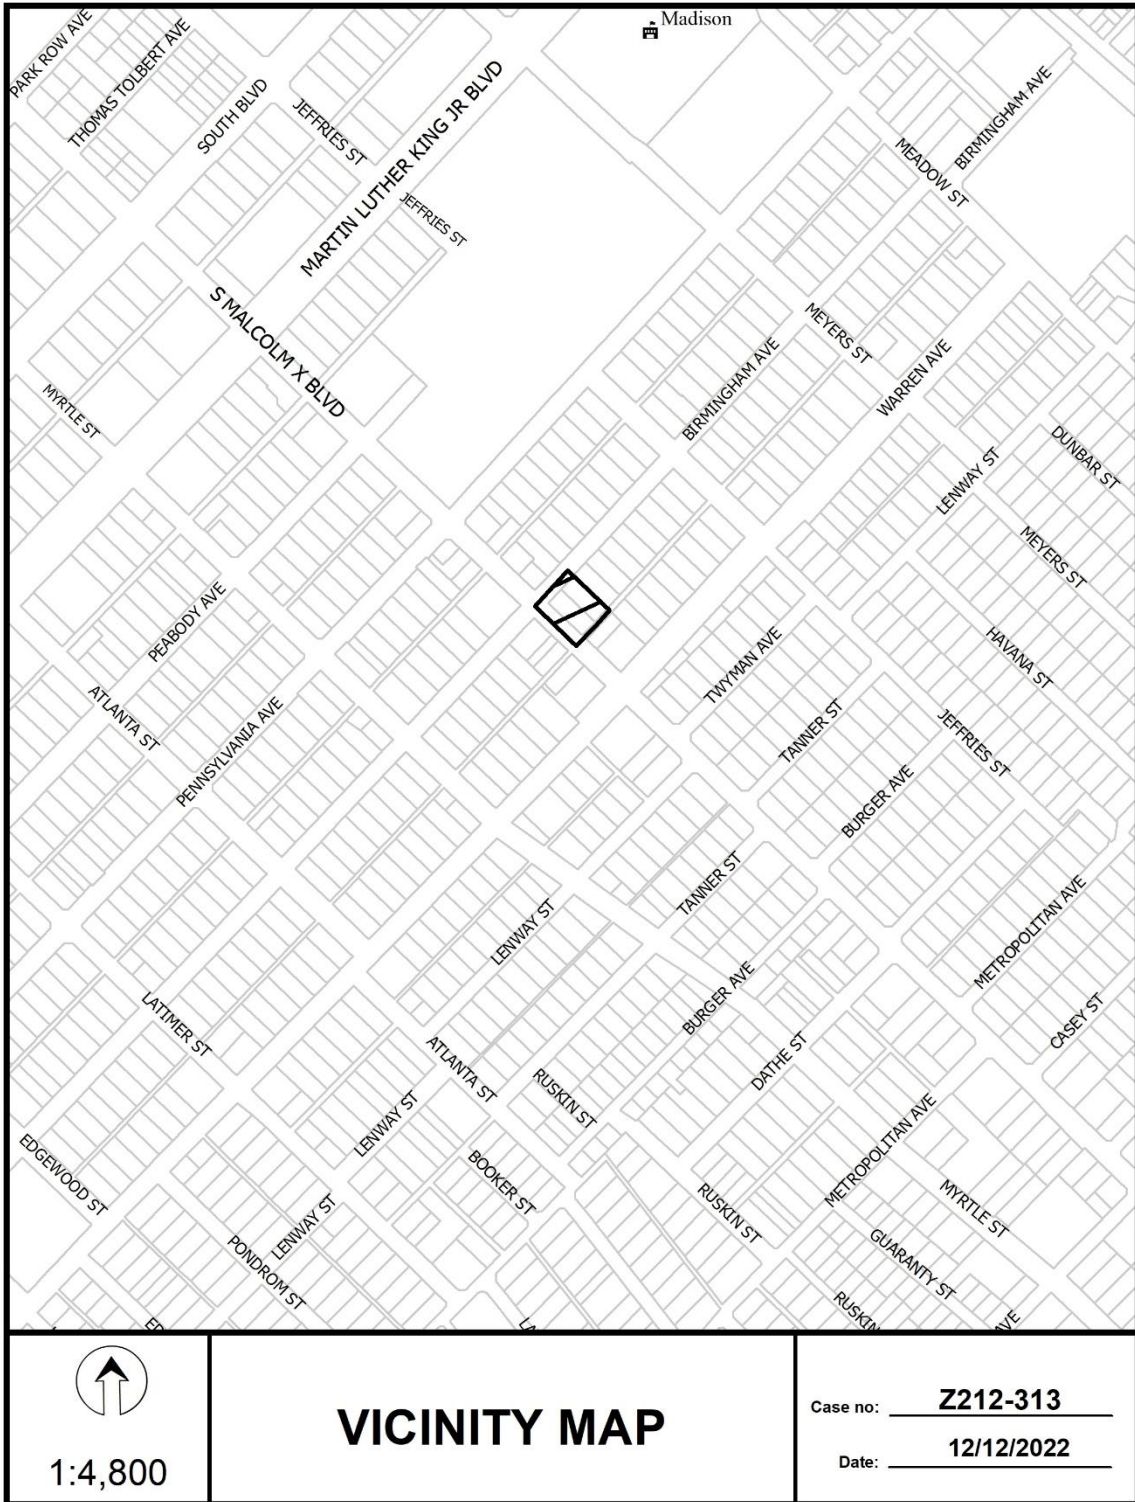 Madison
PARK ROW AVE
THOMAS TOLBERT AVE
SOUTH BLVD
JEFFRIES ST
MARTIN LUTHER KING JR BLVD
BIRMINGHAM AVE
MEADOW ST
JEFFRIES ST
S MALCOLM X BLVD
MEYERS ST
BIRMINGHAM AVE
WARREN AVE
MYRTLE ST
DUNBAR ST
LENWAY ST
MEYERS ST
PEABODY AVE
TWYMAN AVE
HAVANA ST
ATLANTA ST
PENNSYLVANIA AVE
TANNER ST
JEFFRIES ST
BURGER AVE
TANNER ST
LENWAY ST
METROPOLITAN AVE
BURGER AVE
LATIMER ST
CASEY ST
ATLANTA ST
DATHE ST
RUSKIN ST
LENWAY ST
METROPOLITAN AVE
EDGEWOOD ST
BOOKER ST
RUSKIN ST
MYRTLE ST
LENWAY ST
PONDROM ST
GUARANTY ST
RUSKIN
AVE
1:4,800
VICINITY MAP
Case no: Z212-313
Date: 12/12/2022